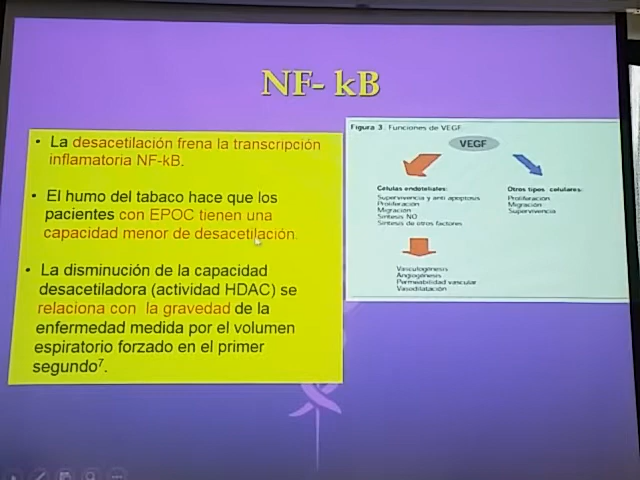 NF- kB
• La desacetilación frena la transcripción
inflamatoria NF-kB.
• El humo del tabaco hace que los
pacientes con EPOC tienen una
capacidad menor de desacetilación.
• La disminución de la capacidad
desacetiladora (actividad HDAC) se
relaciona con la gravedad de la
enfermedad medida por el volumen
espiratorio forzado en el primer
segundo⁷.
Figura 3. Funciones de VEGF.
VEGF
Células endoteliales:
Supervivencia y anti apoptosis
Proliferación
Migración
Síntesis NO
Síntesis de otros factores
Otros tipos celulares:
Proliferación
Migración
Supervivencia
Vasculogénesis
Angiogénesis
Permeabilidad vascular
Vasodilatación